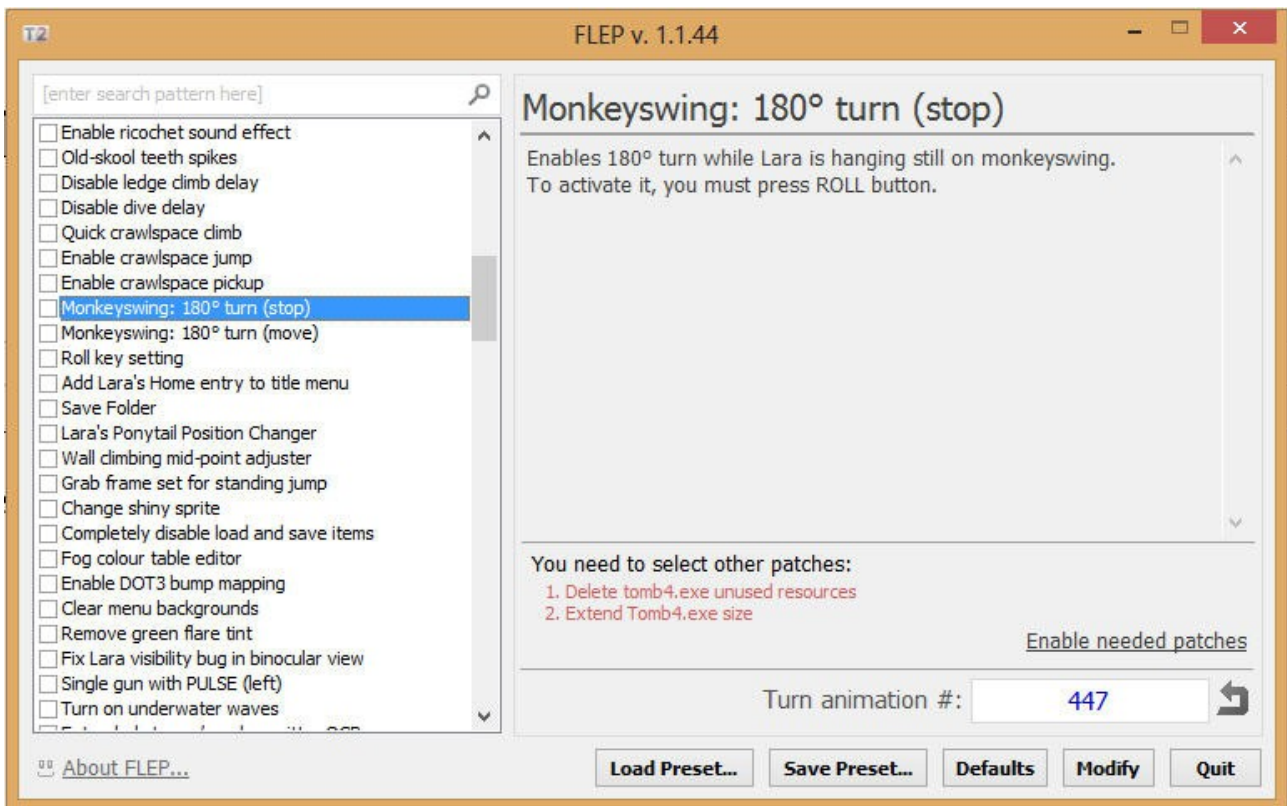 T2
FLEP v. 1.1.44
[enter search pattern here]
Enable ricochet sound effect
Old-skool teeth spikes
Disable ledge climb delay
Disable dive delay
Quick crawlspace climb
Enable crawlspace jump
Enable crawlspace pickup
Monkeyswing: 180° turn (stop)
Monkeyswing: 180° turn (move)
Roll key setting
Add Lara's Home entry to title menu
Save Folder
Lara's Ponytail Position Changer
Wall climbing mid-point adjuster
Grab frame set for standing jump
Change shiny sprite
Completely disable load and save items
Fog colour table editor
Enable DOT3 bump mapping
Clear menu backgrounds
Remove green flare tint
Fix Lara visibility bug in binocular view
Single gun with PULSE (left)
Turn on underwater waves
Monkeyswing: 180° turn (stop)
Enables 180° turn while Lara is hanging still on monkeyswing.
To activate it, you must press ROLL button.
You need to select other patches:
1. Delete tomb4.exe unused resources
2. Extend Tomb4.exe size
Enable needed patches
Turn animation #: 447
About FLEP...
Load Preset...
Save Preset...
Defaults
Modify
Quit